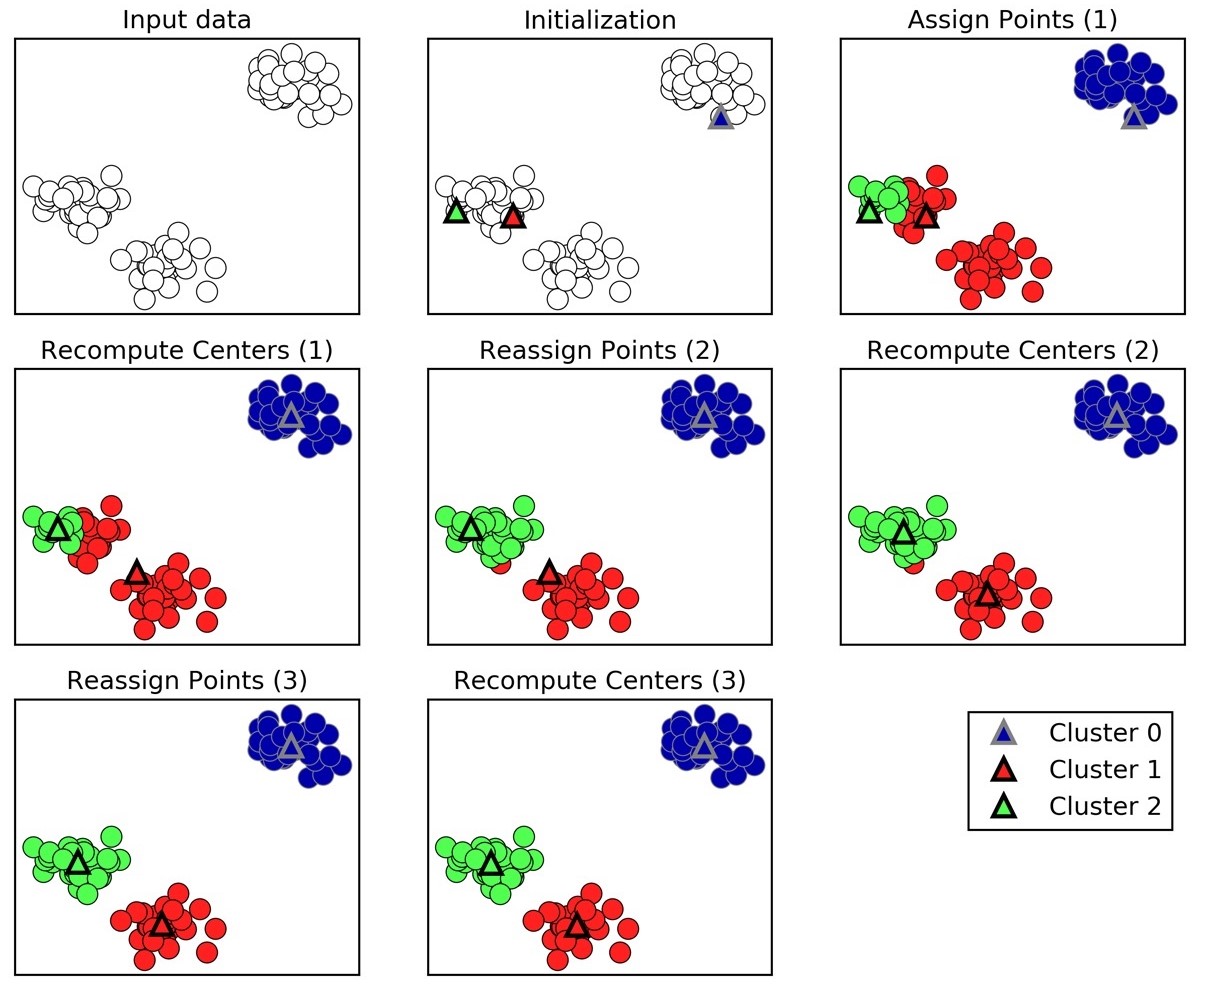 Input data
Initialization
Assign Points (1)
Recompute Centers (1)
Reassign Points (2)
Recompute Centers (2)
Reassign Points (3)
Recompute Centers (3)
Cluster 0
Cluster 1
Cluster 2